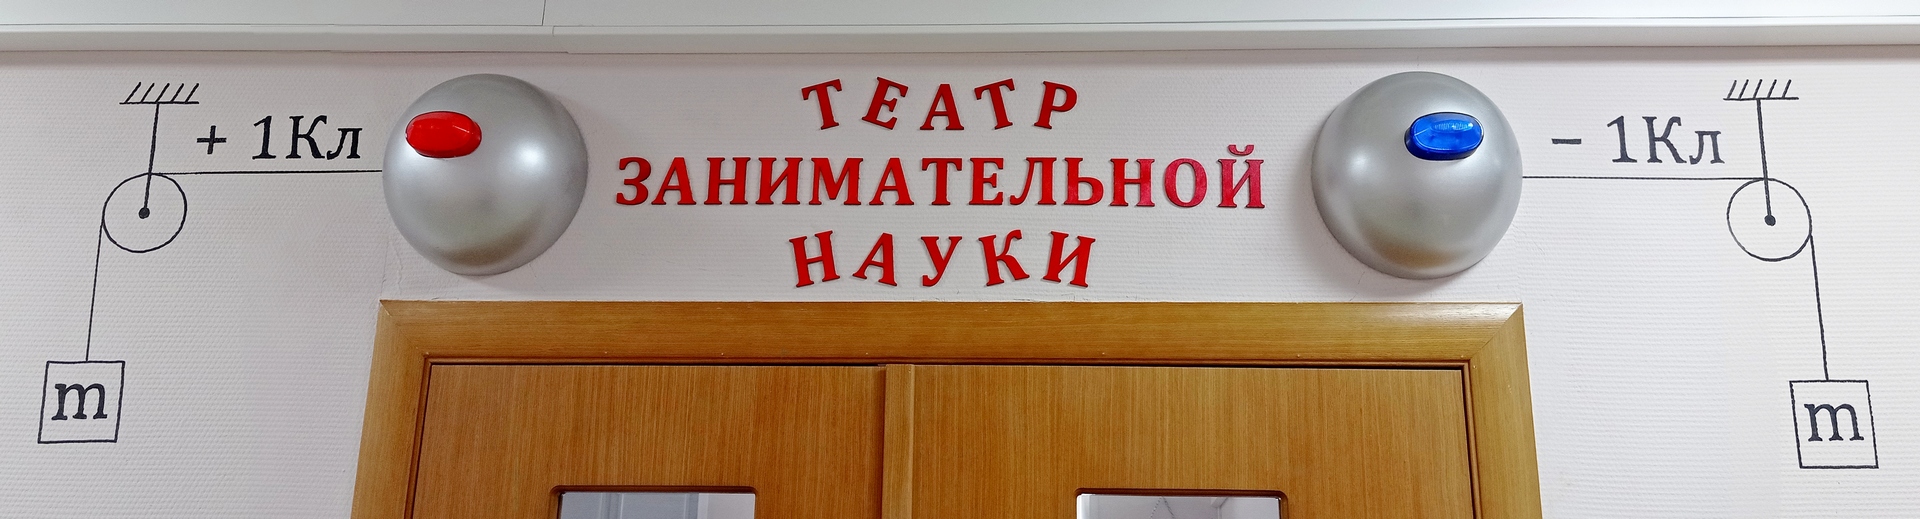 + 1Кл
ТЕАТР
ЗАНИМАТЕЛЬНОЙ
НАУКИ
- 1Кл
m
m